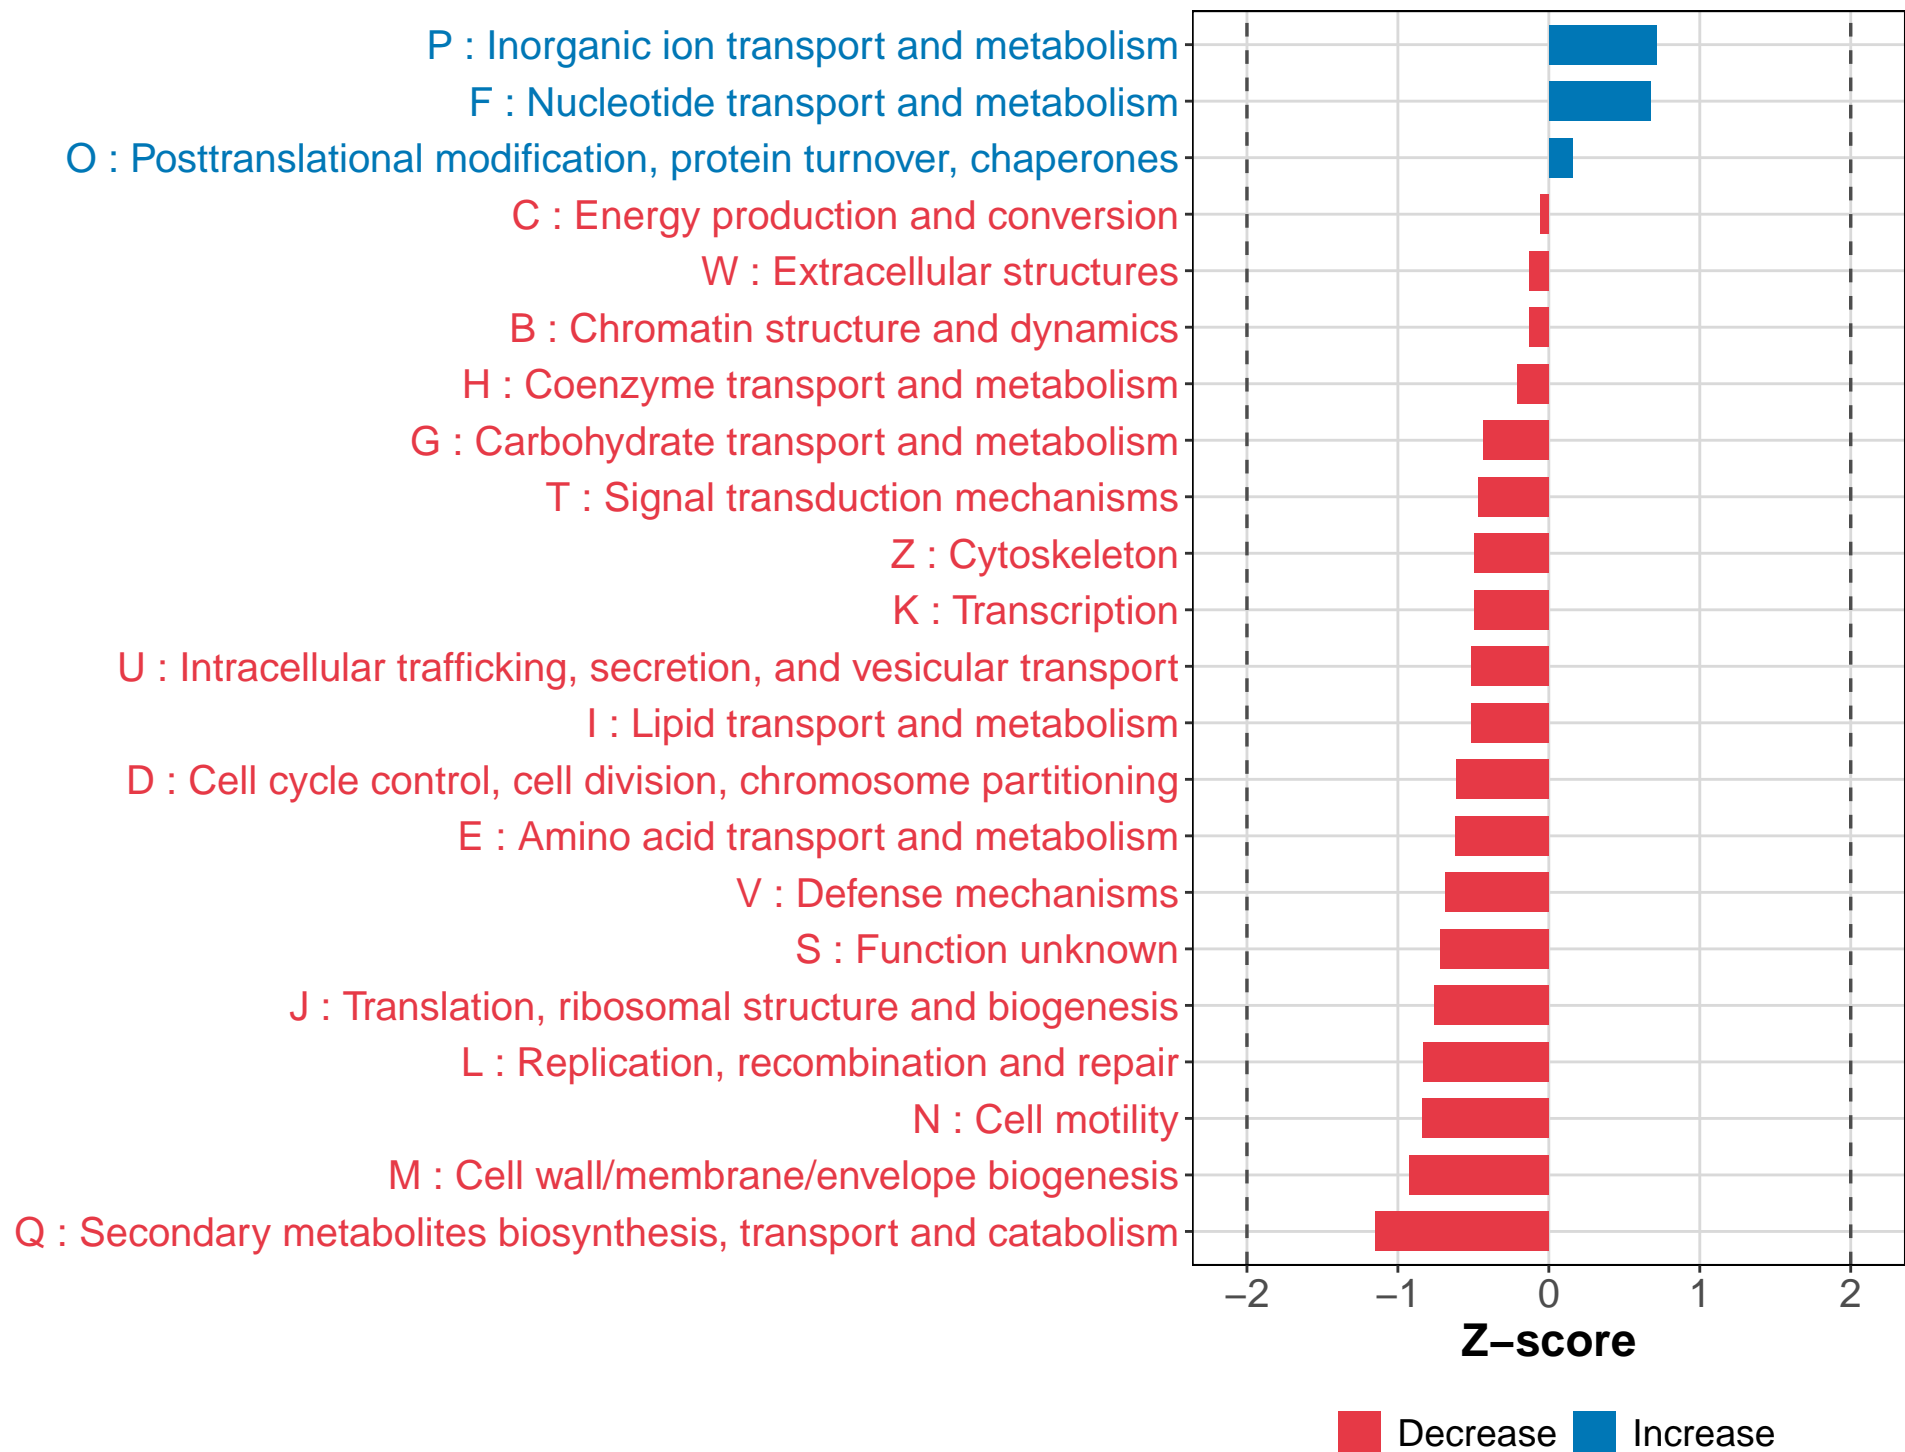 P : Inorganic ion transport and metabolism
F : Nucleotide transport and metabolism
O : Posttranslational modification, protein turnover, chaperones
C : Energy production and conversion
W : Extracellular structures
B : Chromatin structure and dynamics
H : Coenzyme transport and metabolism
G : Carbohydrate transport and metabolism
T : Signal transduction mechanisms
Z : Cytoskeleton
K : Transcription
U : Intracellular trafficking, secretion, and vesicular transport
I : Lipid transport and metabolism
D : Cell cycle control, cell division, chromosome partitioning
E : Amino acid transport and metabolism
V : Defense mechanisms
S : Function unknown
J : Translation, ribosomal structure and biogenesis
L : Replication, recombination and repair
N : Cell motility
M : Cell wall/membrane/envelope biogenesis
Q : Secondary metabolites biosynthesis, transport and catabolism
−2 −1 0 1 2
Z−score
Decrease Increase